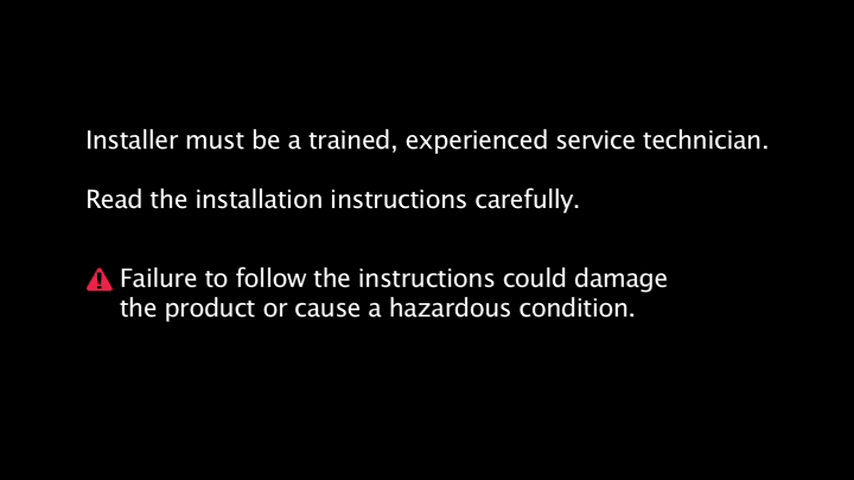 Installer must be a trained, experienced service technician.
Read the installation instructions carefully.
Failure to follow the instructions could damage
the product or cause a hazardous condition.